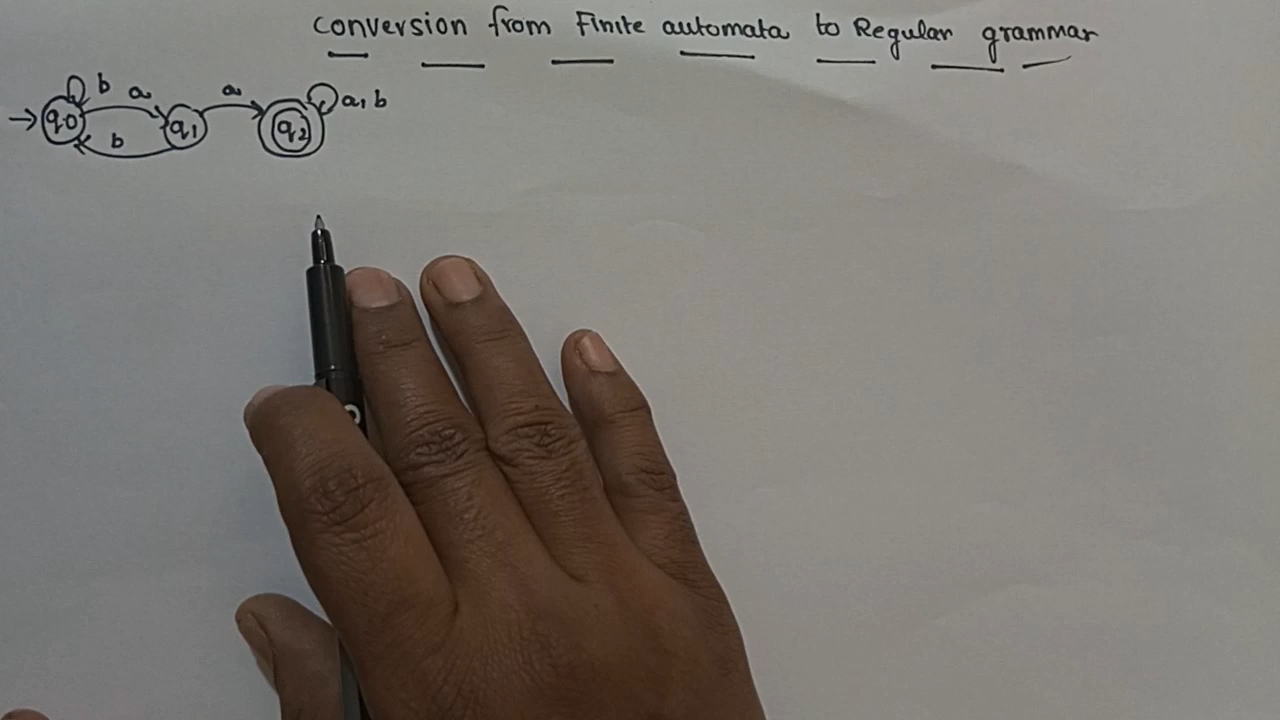 conversion from Finite automata to Regular grammar
b a a a, b
q0 q1 q2
b